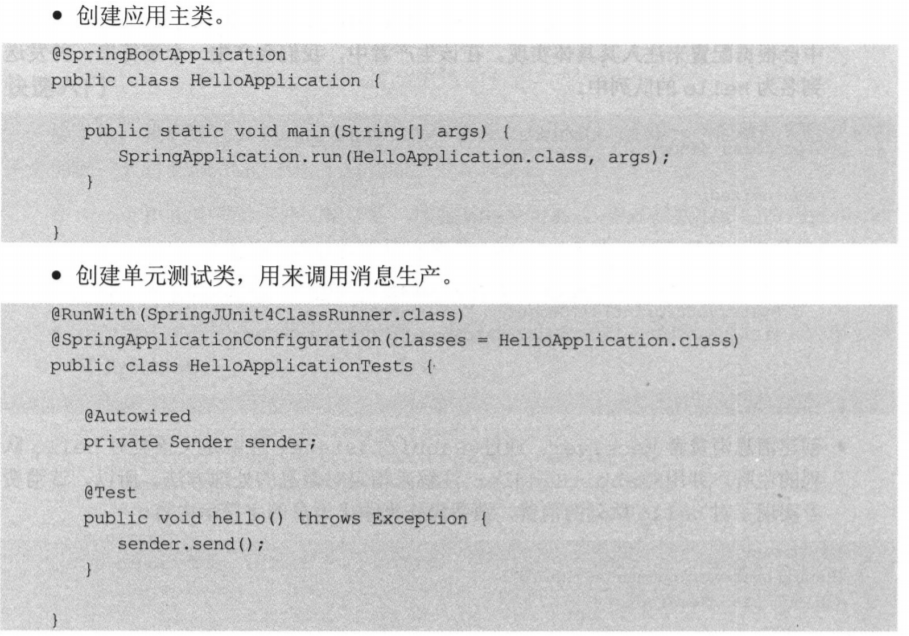 • 创建应用主类。
@SpringBootApplication
public class HelloApplication {
public static void main(String[] args) {
SpringApplication.run(HelloApplication.class, args);
}
}
• 创建单元测试类，用来调用消息生产。
@RunWith(SpringJUnit4ClassRunner.class)
@SpringApplicationConfiguration(classes = HelloApplication.class)
public class HelloApplicationTests {
@Autowired
private Sender sender;
@Test
public void hello() throws Exception {
sender.send();
}
}